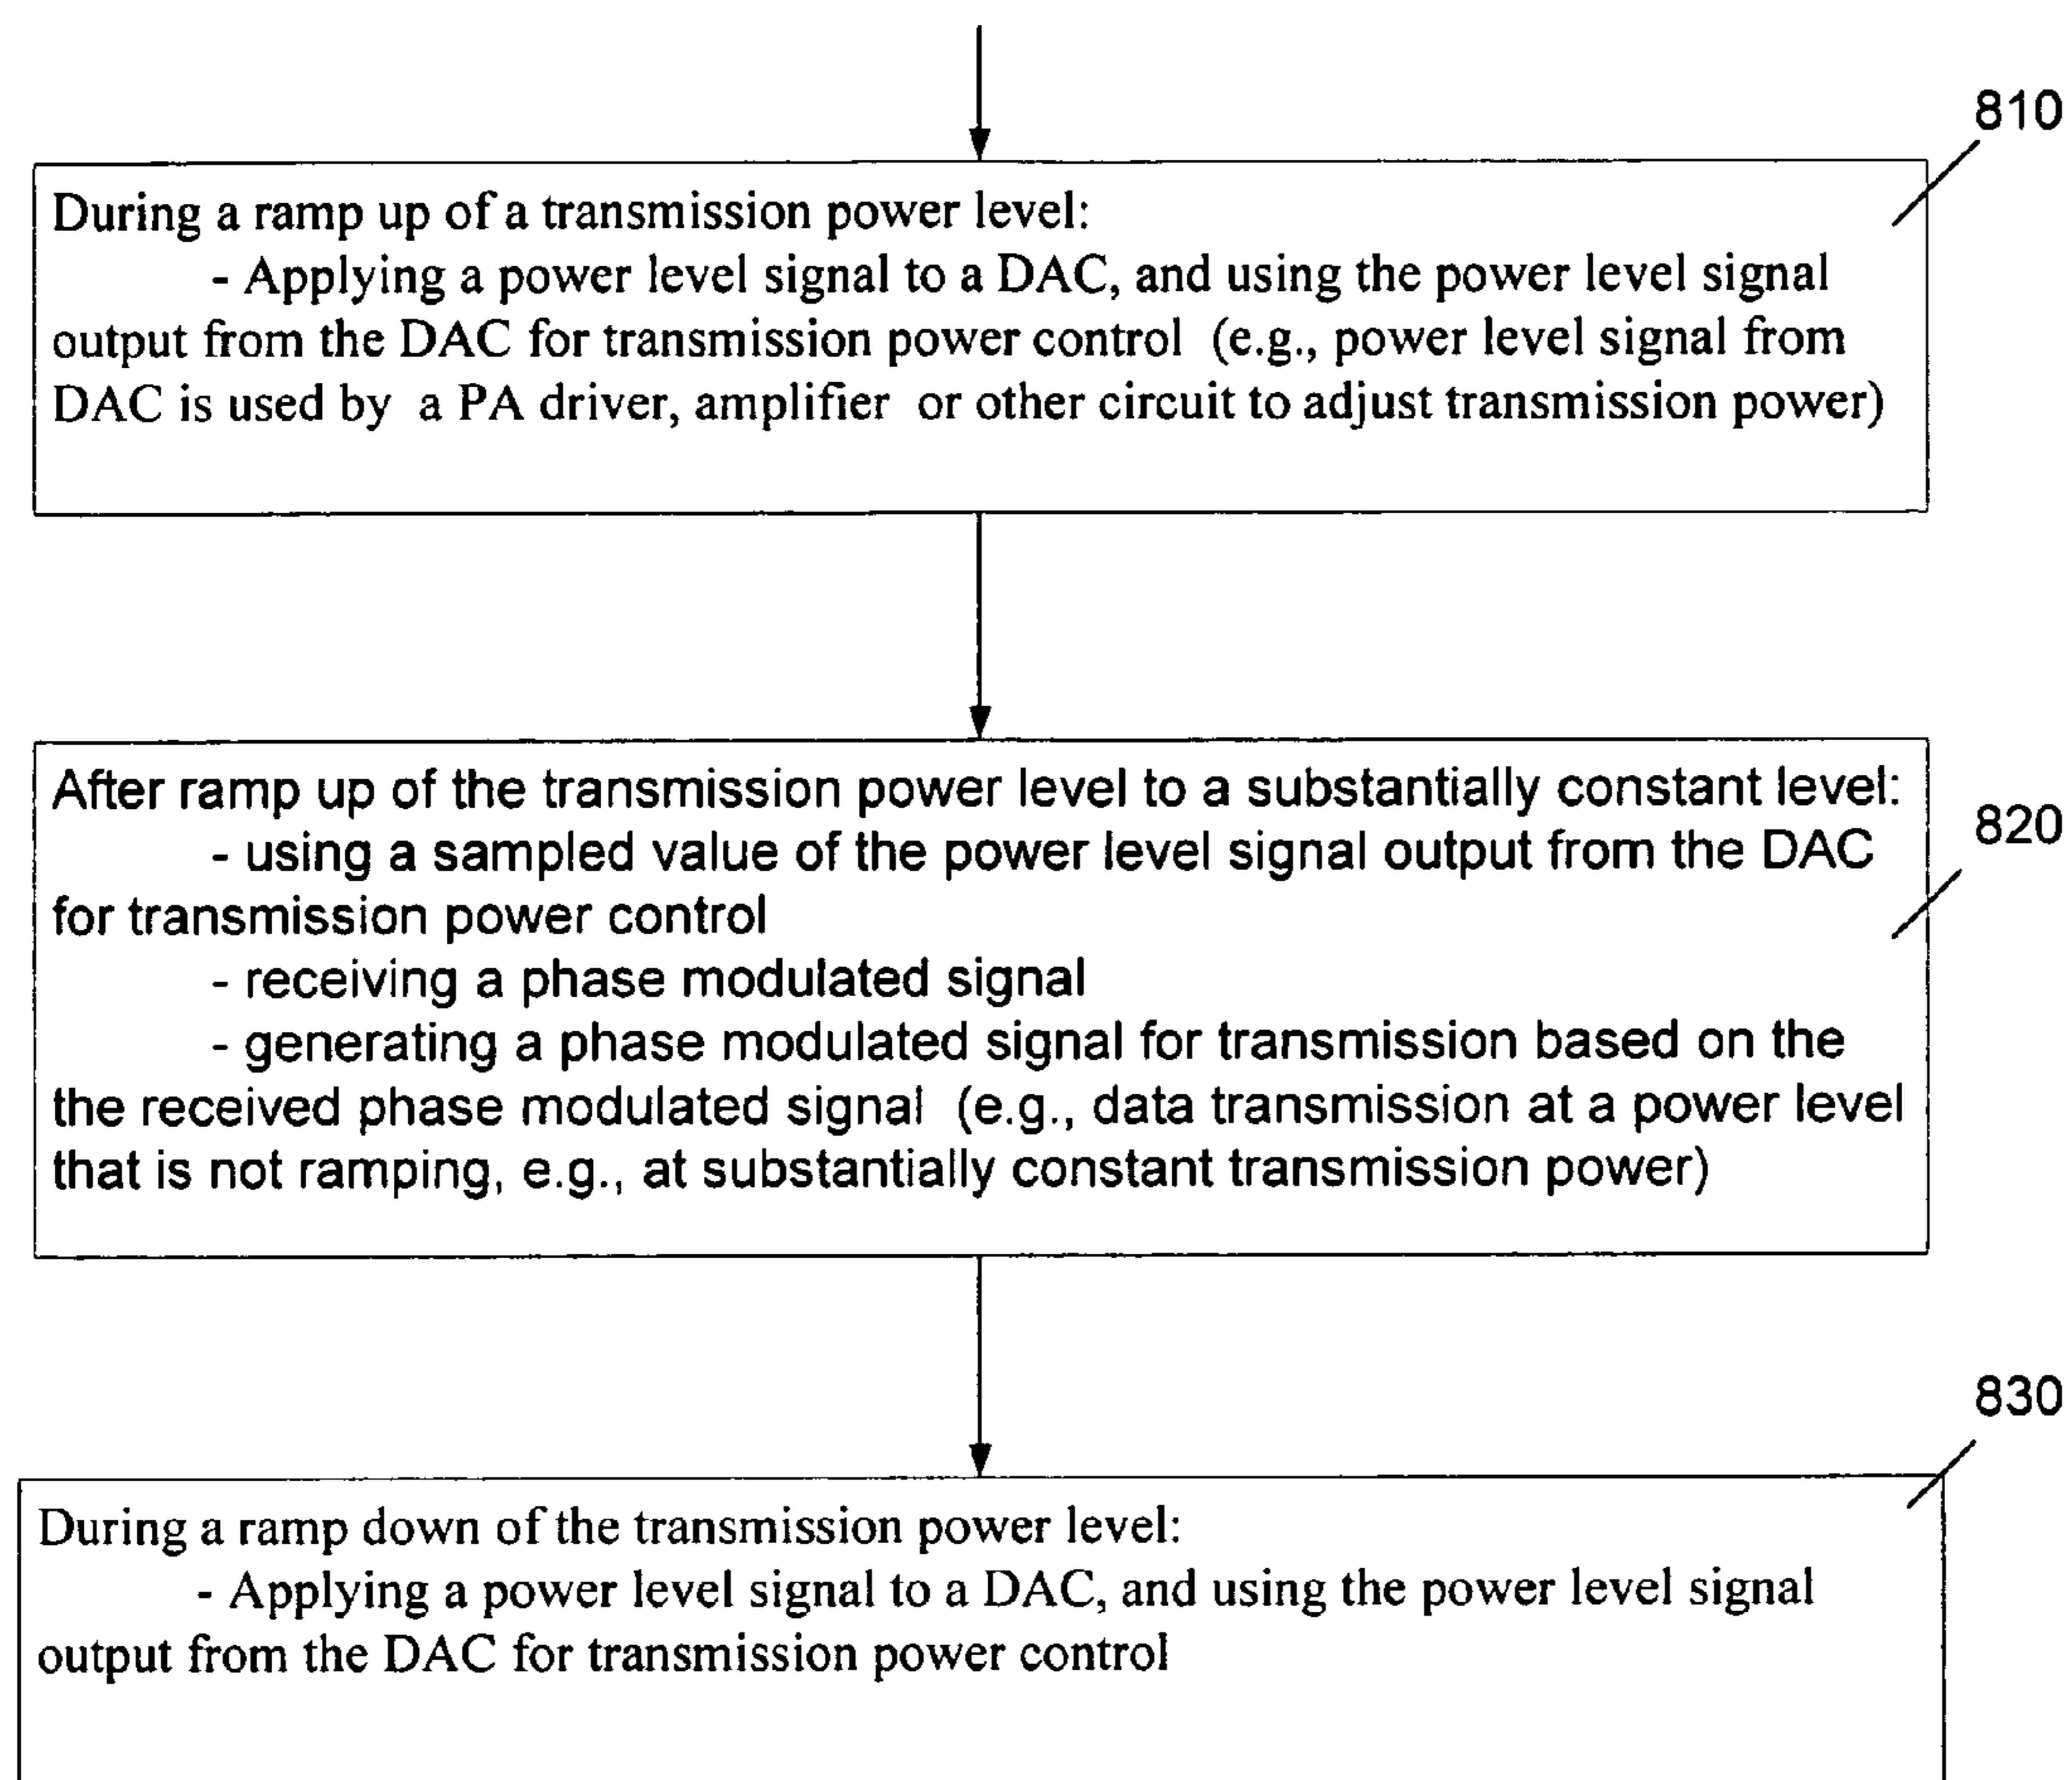 810
During a ramp up of a transmission power level:
- Applying a power level signal to a DAC, and using the power level signal
output from the DAC for transmission power control (e.g., power level signal from
DAC is used by a PA driver, amplifier or other circuit to adjust transmission power)
After ramp up of the transmission power level to a substantially constant level:
820
- using a sampled value of the power level signal output from the DAC
for transmission power control
- receiving a phase modulated signal
- generating a phase modulated signal for transmission based on the
the received phase modulated signal (e.g., data transmission at a power level
that is not ramping, e.g., at substantially constant transmission power)
830
During a ramp down of the transmission power level:
- Applying a power level signal to a DAC, and using the power level signal
output from the DAC for transmission power control